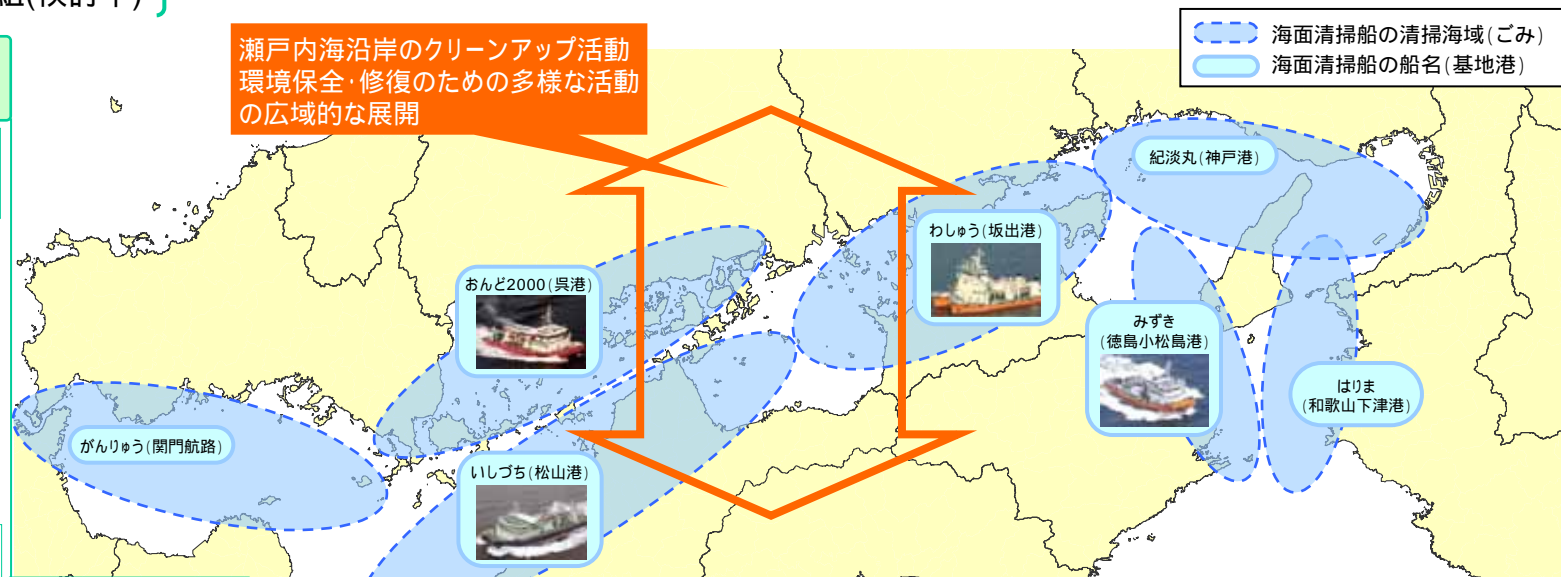 組(検討中)
瀬戸内海沿岸のクリーンアップ活動
環境保全・修復のための多様な活動
の広域的な展開
海面清掃船の清掃海域(ごみ)
海面清掃船の船名(基地港)
紀淡丸(神戸港)
わしゅう(坂出港)
おんど2000(呉港)
みずき
(徳島小松島港)
はりま
(和歌山下津港)
がんりゅう(関門航路)
いしづち(松山港)